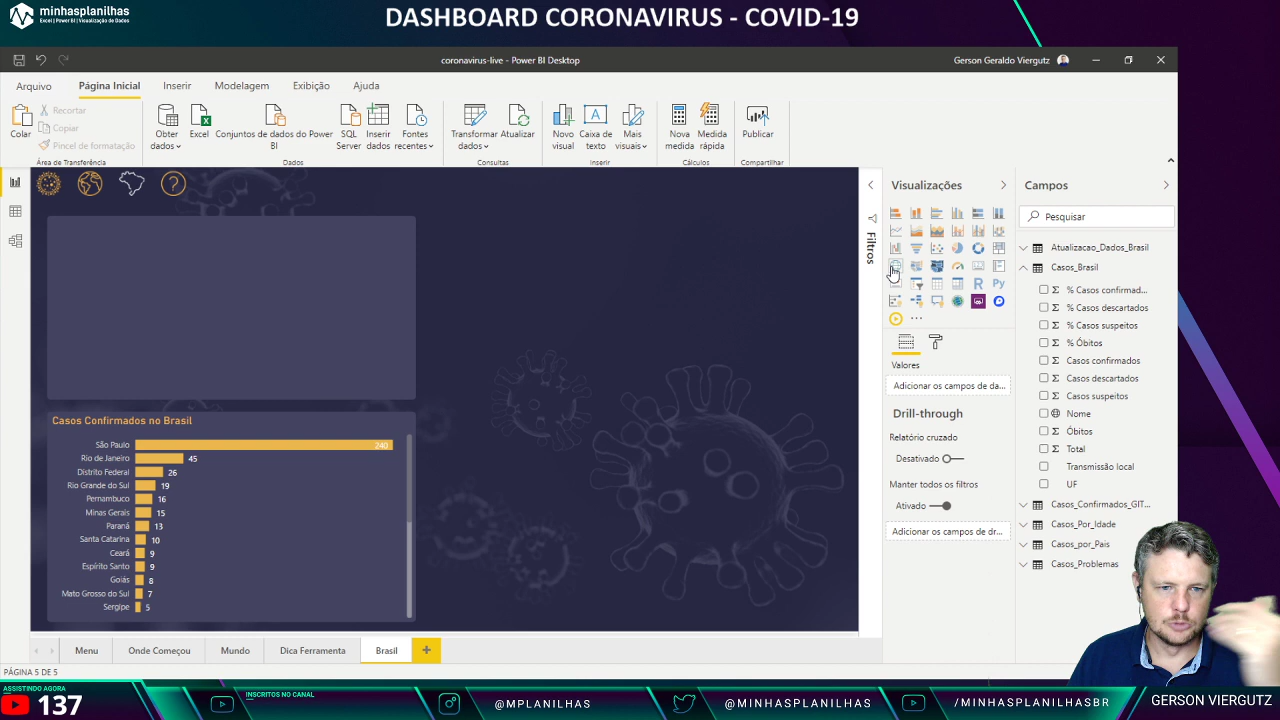 minhasplanilhas
Excel | Power BI | Visualização de Dados
DASHBOARD CORONAVIRUS - COVID-19
coronavirus-live - Power BI Desktop
Gerson Geraldo Viergutz
Arquivo Página Inicial Inserir Modelagem Exibição Ajuda
Colar
Recortar
Copiar
Pincel de formatação
Área de Transferência
Obter dados
Excel
Conjuntos de dados do Power BI
SQL Server
Inserir dados
Fontes recentes
Dados
Transformar dados
Atualizar
Consultas
Novo visual
Caixa de texto
Mais visuais
Inserir
Nova medida
Medida rápida
Cálculos
Publicar
Compartilhar
Casos Confirmados no Brasil
São Paulo 240
Rio de Janeiro 45
Distrito Federal 26
Rio Grande do Sul 19
Pernambuco 16
Minas Gerais 15
Paraná 13
Santa Catarina 10
Ceará 9
Espírito Santo 9
Goiás 8
Mato Grosso do Sul 7
Sergipe 5
Filtros
Visualizações
R Py
Valores
Adicionar os campos de da...
Drill-through
Relatório cruzado
Desativado
Manter todos os filtros
Ativado
Adicionar os campos de dr...
Campos
Pesquisar
Atualizacao_Dados_Brasil
Casos_Brasil
% Casos confirmad...
% Casos descartados
% Casos suspeitos
% Óbitos
Casos confirmados
Casos descartados
Casos suspeitos
Nome
Óbitos
Total
Transmissão local
UF
Casos_Confirmados_GIT...
Casos_Por_Idade
Casos_por_Pais
Casos_Problemas
Menu Onde Começou Mundo Dica Ferramenta Brasil +
PÁGINA 5 DE 5
ASSISTINDO AGORA
137
INSCRITOS NO CANAL
@MPLANILHAS
@MINHASPLANILHAS
/MINHASPLANILHASBR
GERSON VIERGUTZ